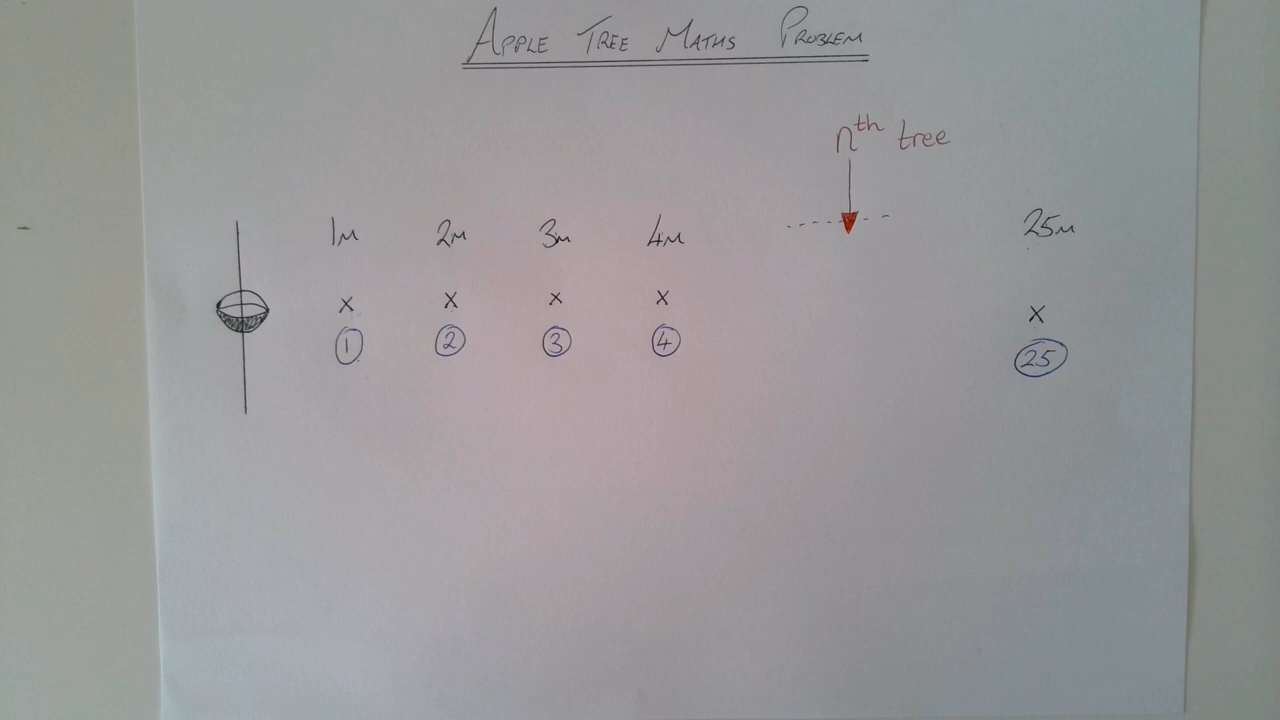 APPLE TREE MATHS PROBLEM
nth tree
1m 2m 3m 4m 25m
x x x x x
1 2 3 4 25